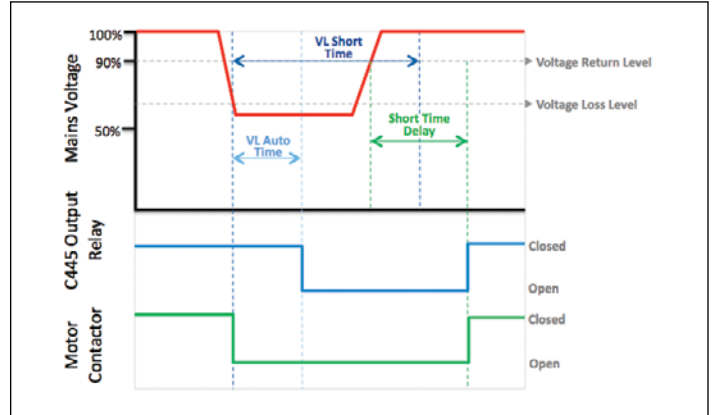 100%
VL Short
Time
90%
Voltage Return Level
Mains Voltage
Voltage Loss Level
Short Time
Delay
50%
VL Auto
Time
C445 Output
Relay
Closed
Open
Motor
Contactor
Closed
Open